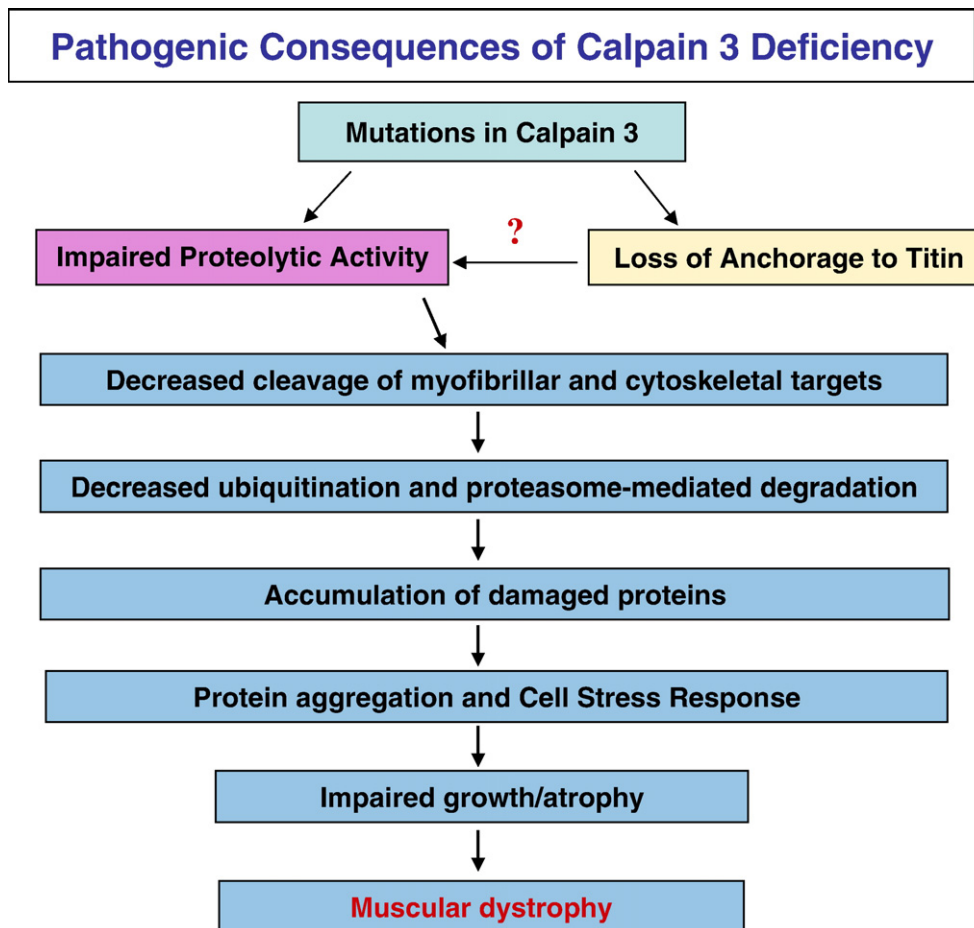 Pathogenic Consequences of Calpain 3 Deficiency
Mutations in Calpain 3
?
Impaired Proteolytic Activity
Loss of Anchorage to Titin
Decreased cleavage of myofibrillar and cytoskeletal targets
Decreased ubiquitination and proteasome-mediated degradation
Accumulation of damaged proteins
Protein aggregation and Cell Stress Response
Impaired growth/atrophy
Muscular dystrophy